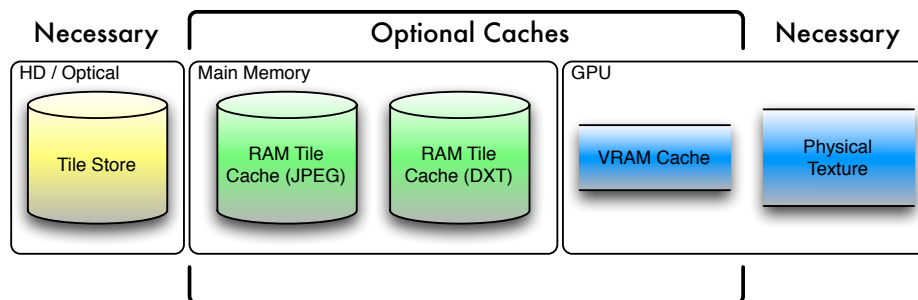 Necessary
Optional Caches
Necessary
HD / Optical
Main Memory
GPU
Tile Store
RAM Tile
Cache (JPEG)
RAM Tile
Cache (DXT)
VRAM Cache
Physical
Texture